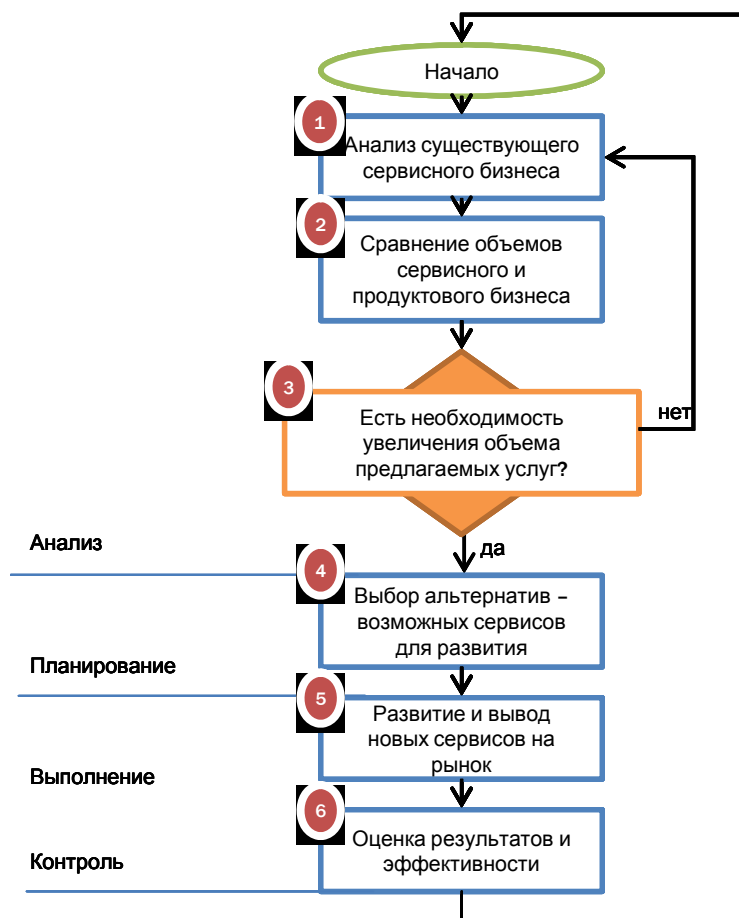 Начало
1
Анализ существующего
сервисного бизнеса
2
Сравнение объемов
сервисного и
продуктового бизнеса
3
Есть необходимость
увеличения объема
предлагаемых услуг?
нет
да
Анализ
4
Выбор альтернатив –
возможных сервисов
для развития
Планирование
5
Развитие и вывод
новых сервисов на
рынок
Выполнение
6
Оценка результатов и
эффективности
Контроль